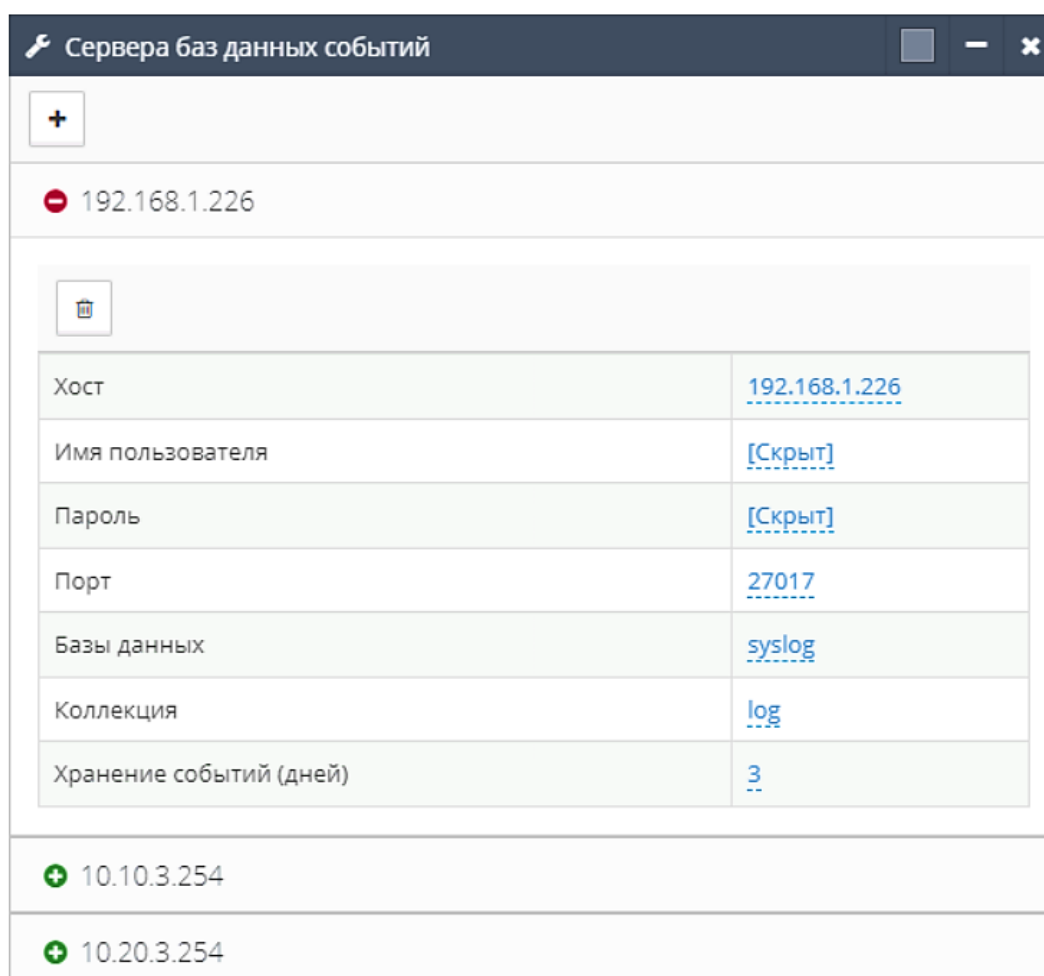 Сервера баз данных событий
192.168.1.226
Хост 192.168.1.226
Имя пользователя [Скрыт]
Пароль [Скрыт]
Порт 27017
Базы данных syslog
Коллекция log
Хранение событий (дней) 3
10.10.3.254
10.20.3.254